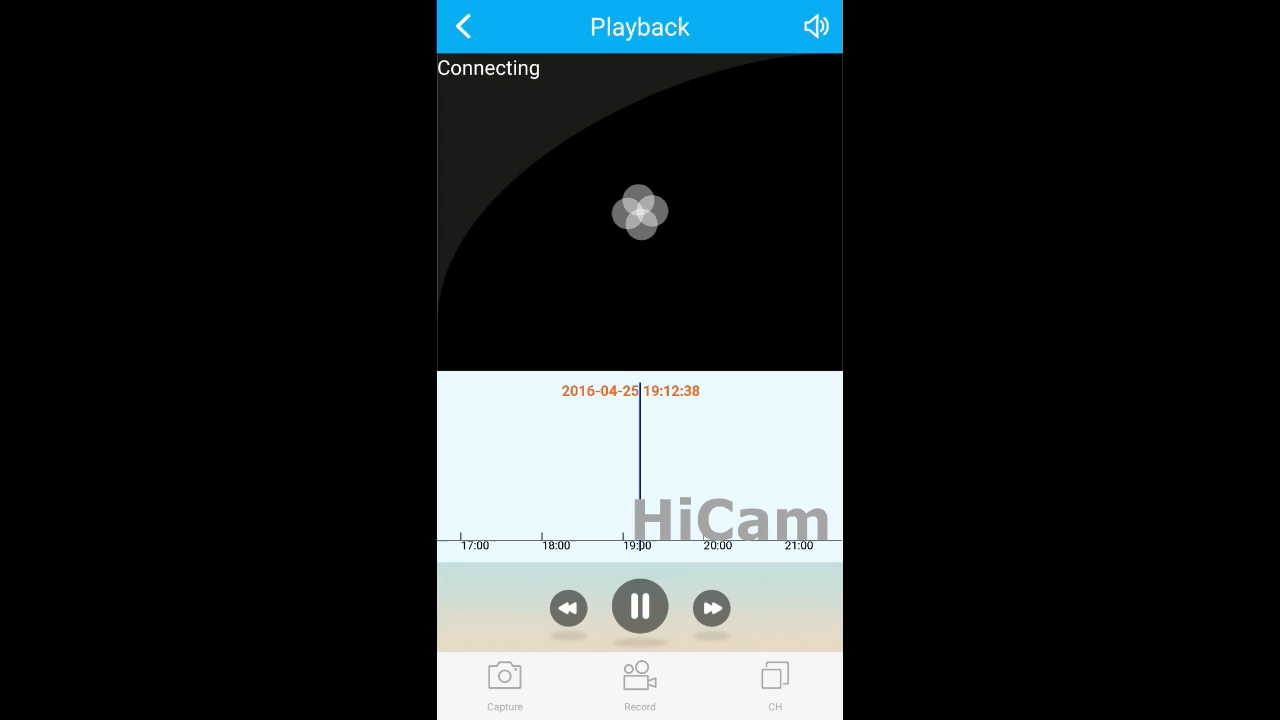 Playback
Connecting
2016-04-25 19:12:38
HiCam
17:00 18:00 19:00 20:00 21:00
Capture Record CH